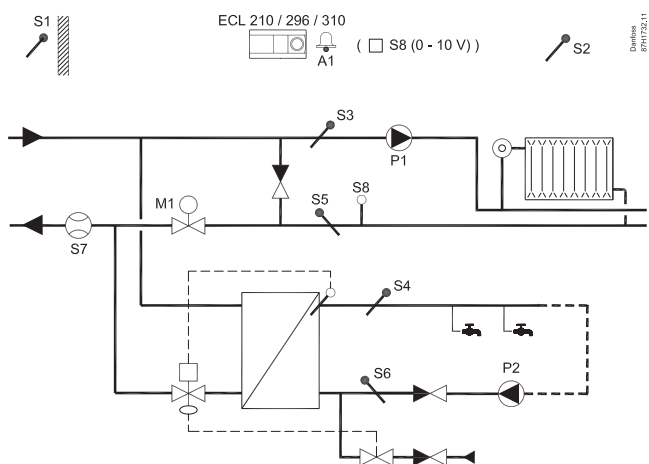 S1
ECL 210 / 296 / 310
A1
( S8 (0 - 10 V) )
S2
Danfoss
87H1732.11
S3
P1
M1
S5
S8
S7
S4
S6
P2